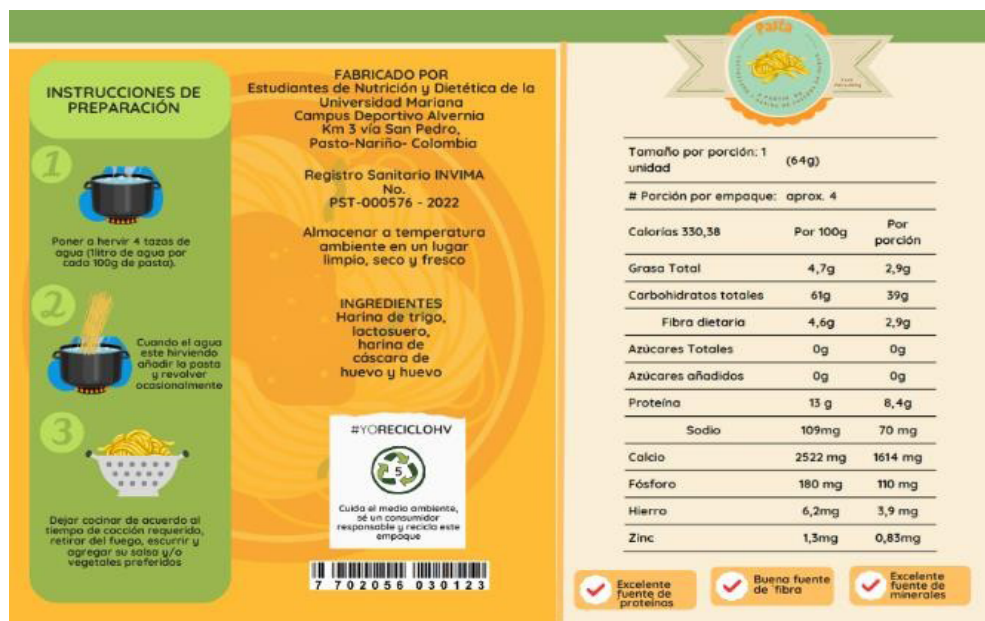 INSTRUCCIONES DE
PREPARACIÓN
1
Poner a hervir 4 tazas de
agua (1litro de agua por
cada 100g de pasta).
2
Cuando el agua
este hirviendo
añadir la pasta
y revolver
ocasionalmente
3
Dejar cocinar de acuerdo al
tiempo de cocción requerido,
retirar del fuego, escurrir y
agregar su salsa y/o
vegetales preferidos
FABRICADO POR
Estudiantes de Nutrición y Dietética de la
Universidad Mariana
Campus Deportivo Alvernia
Km 3 vía San Pedro,
Pasto-Nariño- Colombia
Registro Sanitario INVIMA
No.
PST-000576 - 2022
Almacenar a temperatura
ambiente en un lugar
limpio, seco y fresco
INGREDIENTES
Harina de trigo,
lactosuero,
harina de
cáscara de
huevo y huevo
#YORECICLOHV
5
Cuida el medio ambiente,
sé un consumidor
responsable y recicla este
empaque
7 702056 030123
Pasta
Tamaño por porción: 1 unidad (64g)
# Porción por empaque: aprox. 4
Calorías 330,38 Por 100g Por porción
Grasa Total 4,7g 2,9g
Carbohidratos totales 61g 39g
Fibra dietaria 4,6g 2,9g
Azúcares Totales 0g 0g
Azúcares añadidos 0g 0g
Proteína 13 g 8,4g
Sodio 109mg 70 mg
Calcio 2522 mg 1614 mg
Fósforo 180 mg 110 mg
Hierro 6,2mg 3,9 mg
Zinc 1,3mg 0,83mg
Excelente
fuente de
proteínas
Buena fuente
de fibra
Excelente
fuente de
minerales